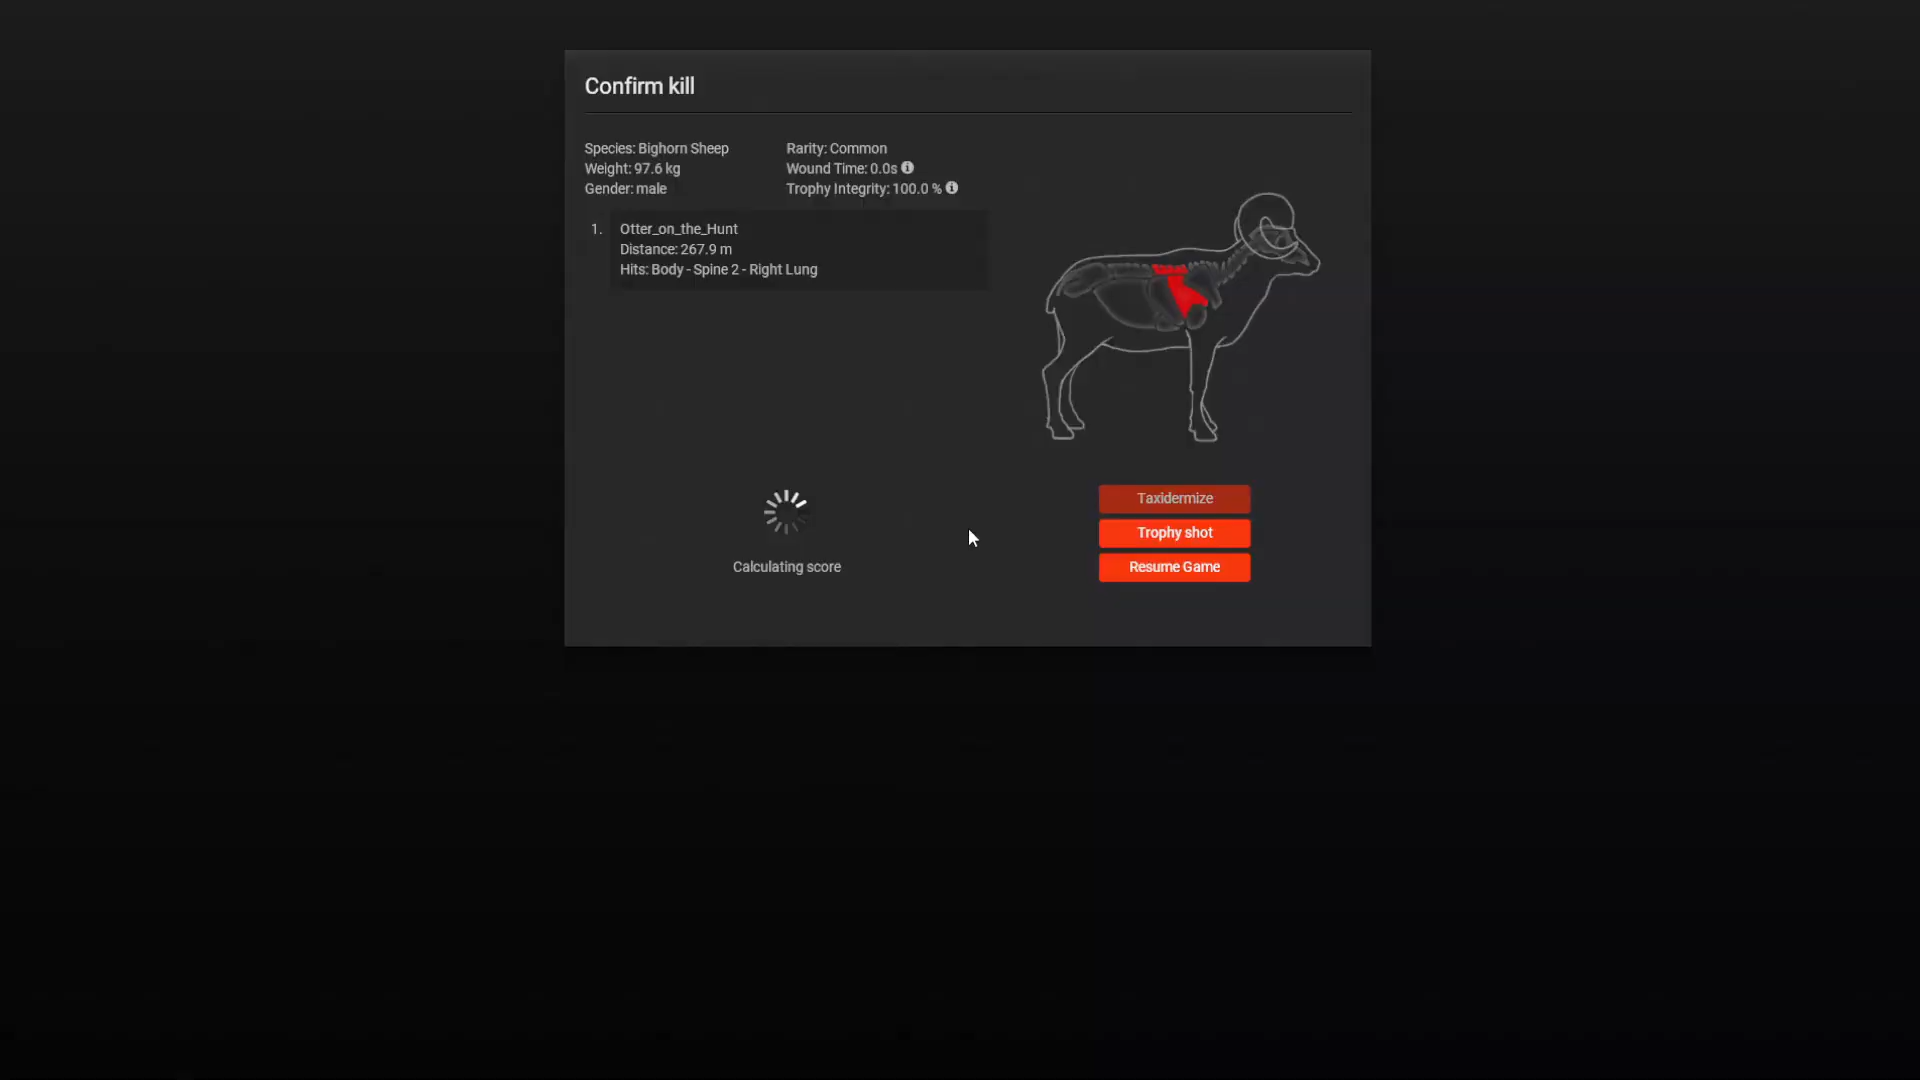 Confirm kill
Species: Bighorn Sheep
Weight: 97.6 kg
Gender: male
Rarity: Common
Wound Time: 0.0s
Trophy Integrity: 100.0 %
1.
Otter_on_the_Hunt
Distance: 267.9 m
Hits: Body - Spine 2 - Right Lung
Calculating score
Taxidermize
Trophy shot
Resume Game